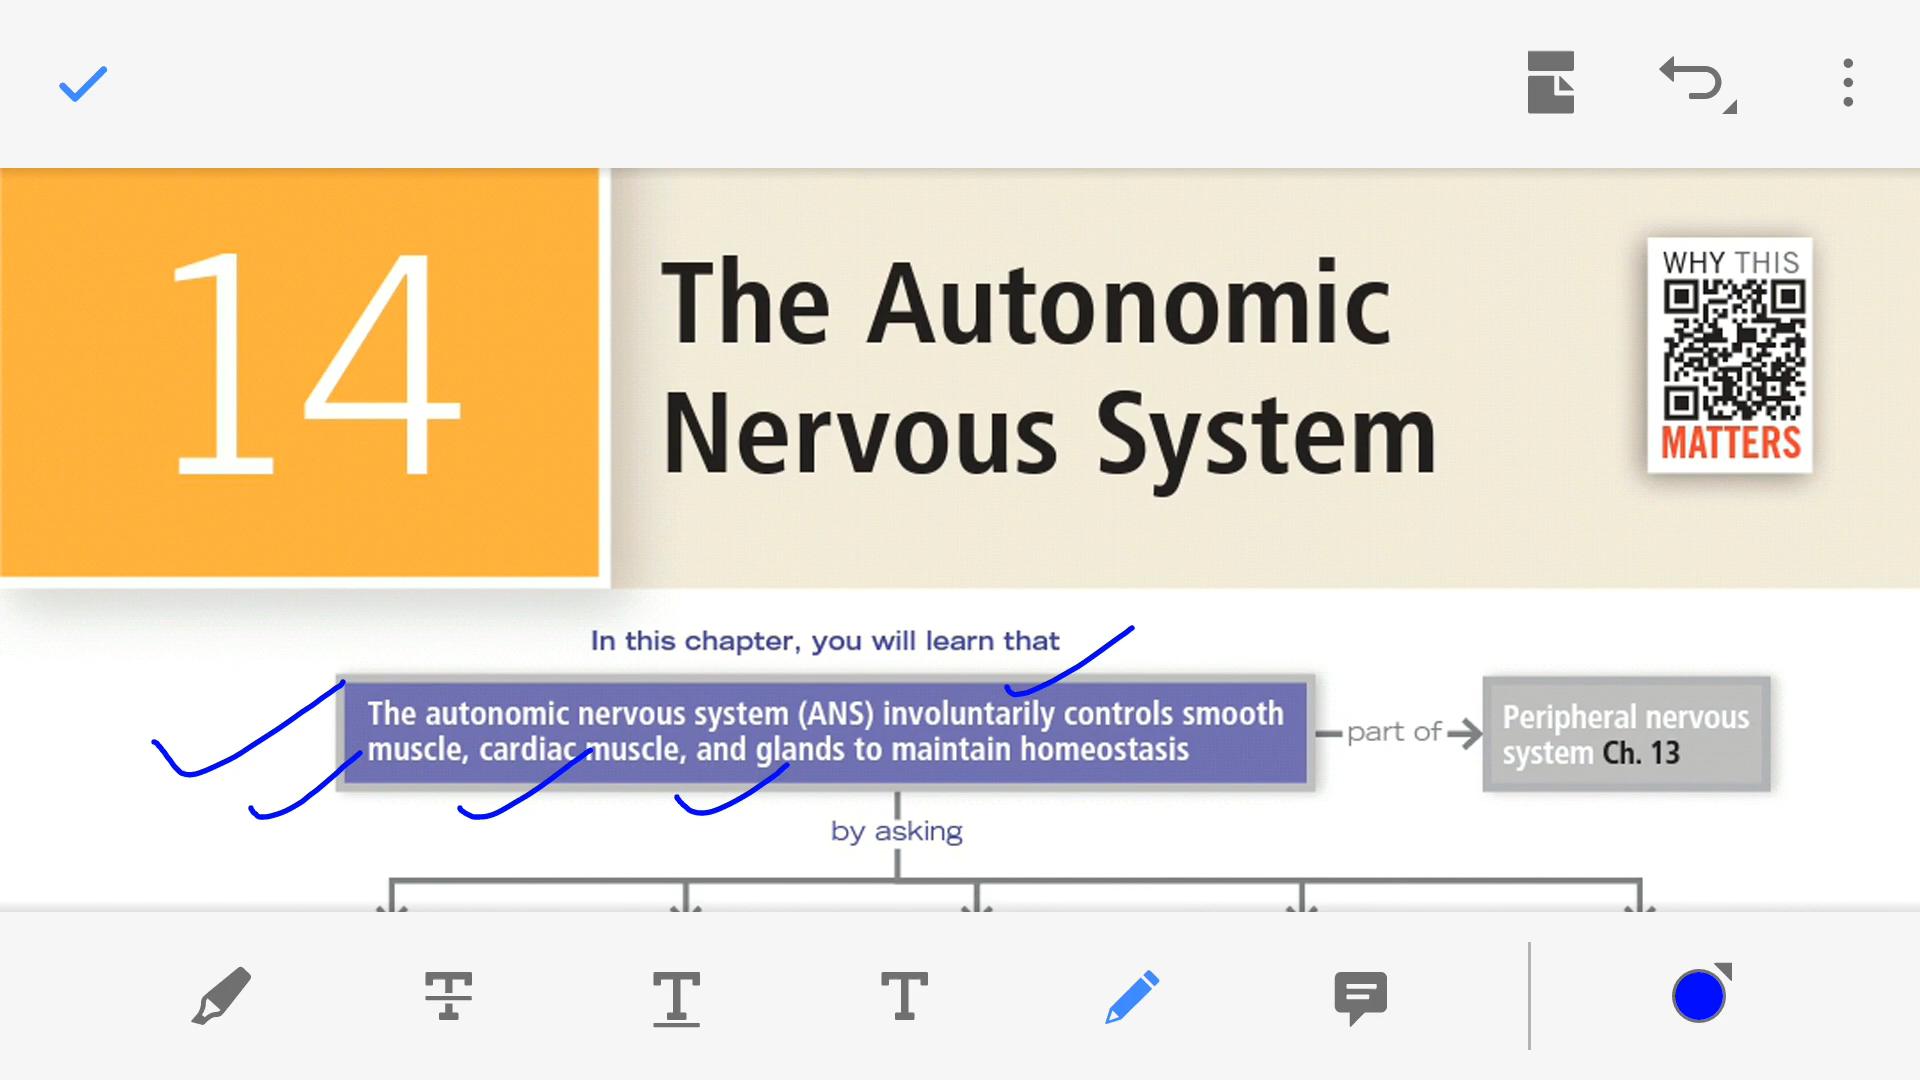 14
The Autonomic
Nervous System
WHY THIS
MATTERS
In this chapter, you will learn that
The autonomic nervous system (ANS) involuntarily controls smooth
muscle, cardiac muscle, and glands to maintain homeostasis
part of
Peripheral nervous
system Ch. 13
by asking